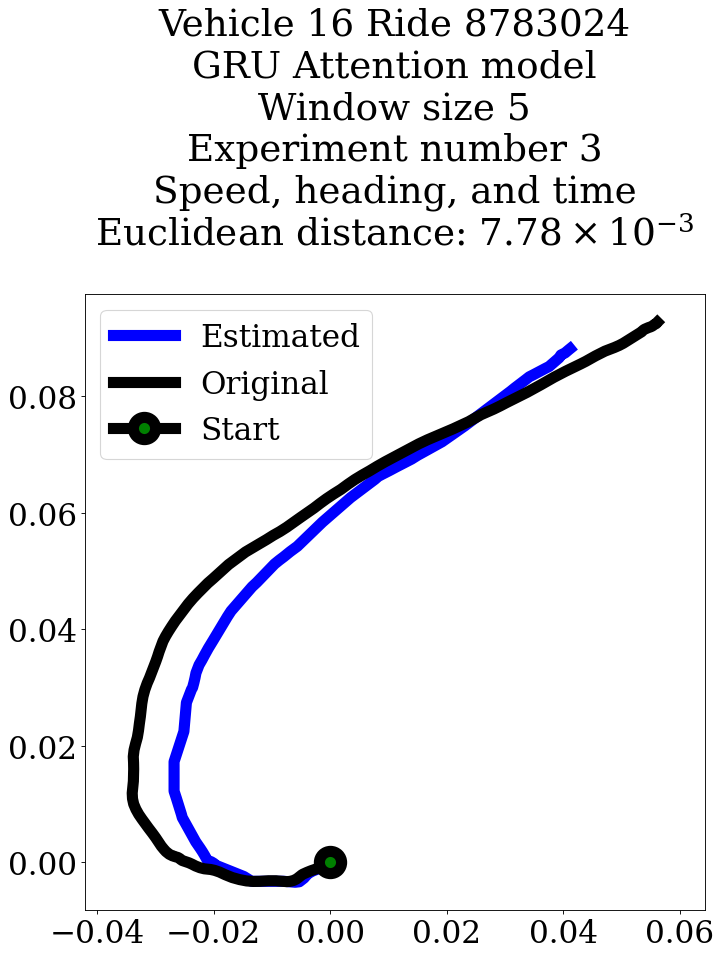 Vehicle 16 Ride 8783024
GRU Attention model
Window size 5
Experiment number 3
Speed, heading, and time
Euclidean distance: 7.78 × 10⁻³
Estimated
Original
Start
0.08
0.06
0.04
0.02
0.00
−0.04 −0.02 0.00 0.02 0.04 0.06